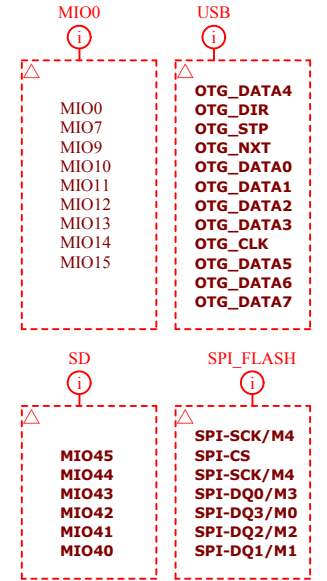 MIO0
i
MIO0
MIO7
MIO9
MIO10
MIO11
MIO12
MIO13
MIO14
MIO15
USB
i
OTG_DATA4
OTG_DIR
OTG_STP
OTG_NXT
OTG_DATA0
OTG_DATA1
OTG_DATA2
OTG_DATA3
OTG_CLK
OTG_DATA5
OTG_DATA6
OTG_DATA7
SD
i
MIO45
MIO44
MIO43
MIO42
MIO41
MIO40
SPI_FLASH
i
SPI-SCK/M4
SPI-CS
SPI-SCK/M4
SPI-DQ0/M3
SPI-DQ3/M0
SPI-DQ2/M2
SPI-DQ1/M1